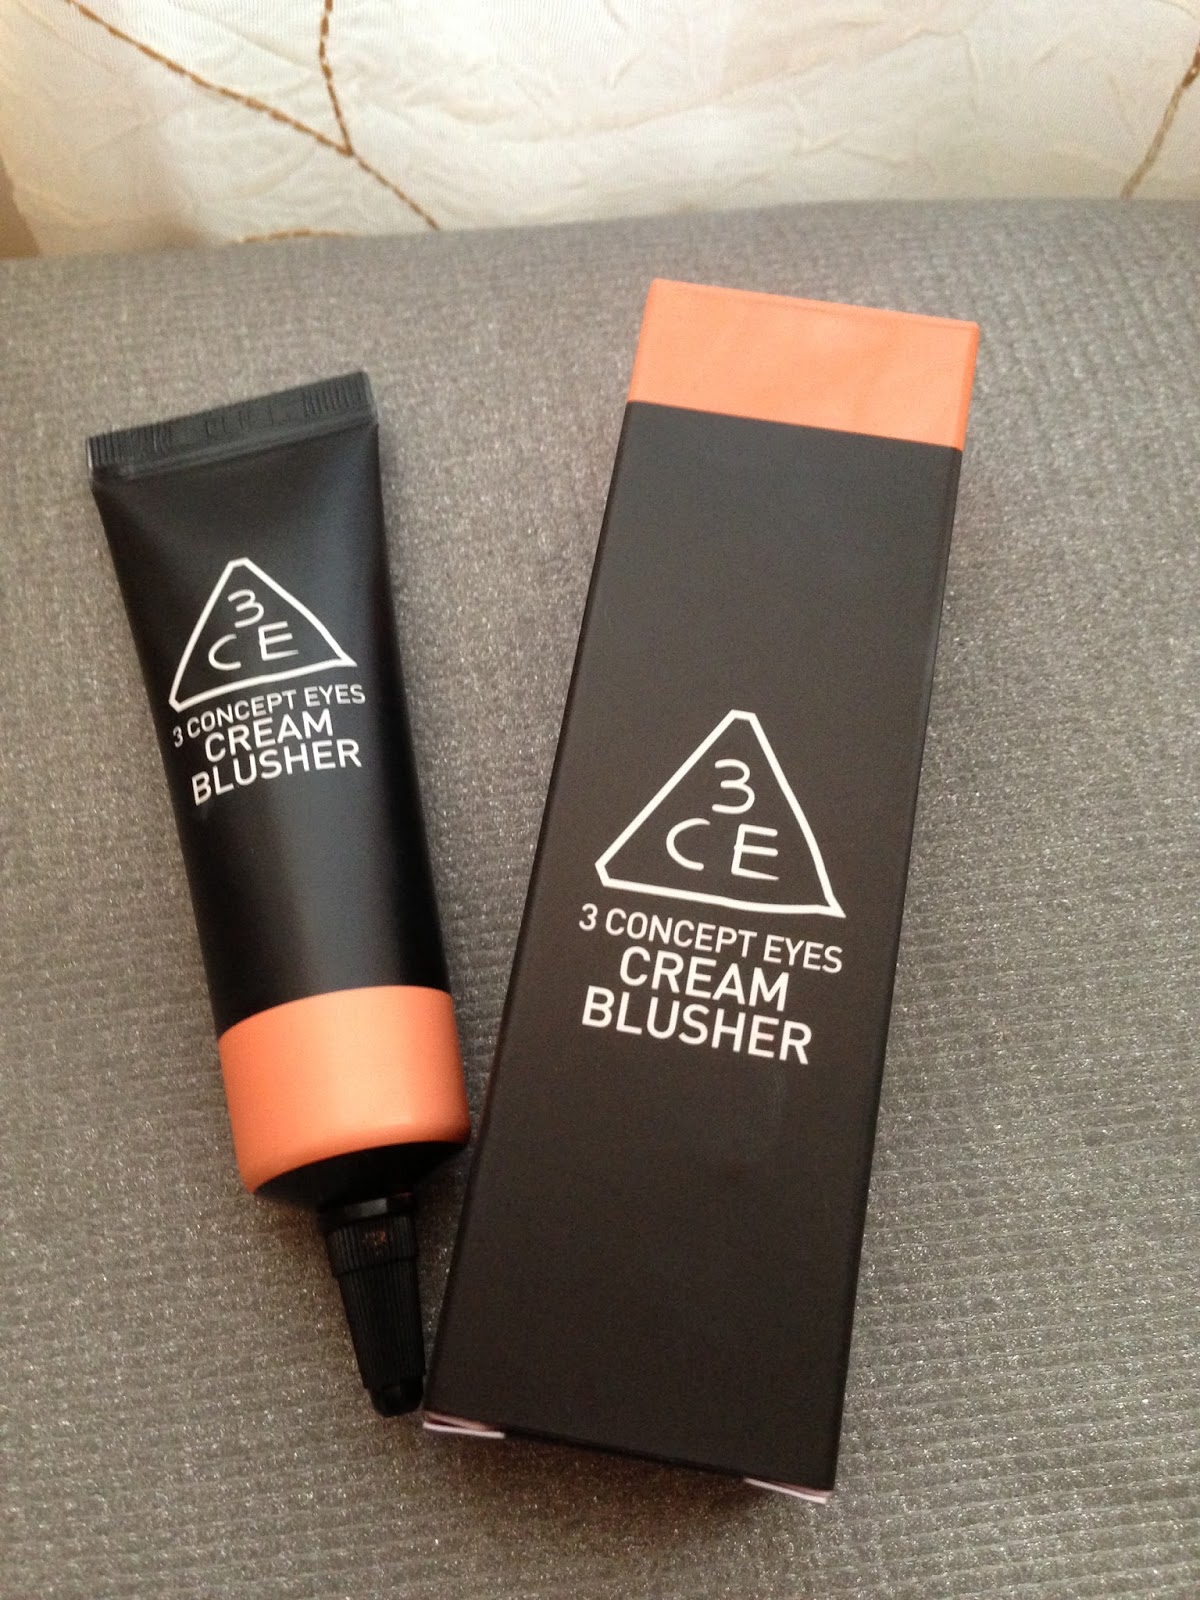 3
CE
3 CONCEPT EYES
CREAM
BLUSHER
3
CE
3 CONCEPT EYES
CREAM
BLUSHER